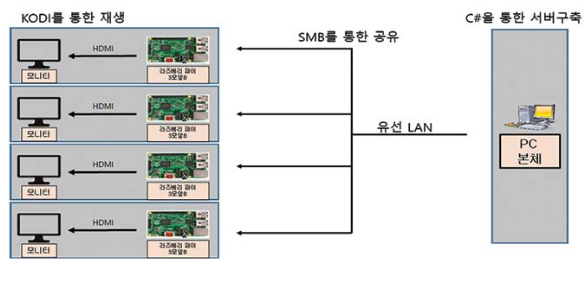 KODI를 통한 재생
SMB를 통한 공유
C#을 통한 서버구축
HDMI
모니터
라즈베리 파이
3모델B
HDMI
모니터
라즈베리 파이
3모델B
유선 LAN
PC
본체
HDMI
모니터
라즈베리 파이
3모델B
HDMI
모니터
라즈베리 파이
3모델B